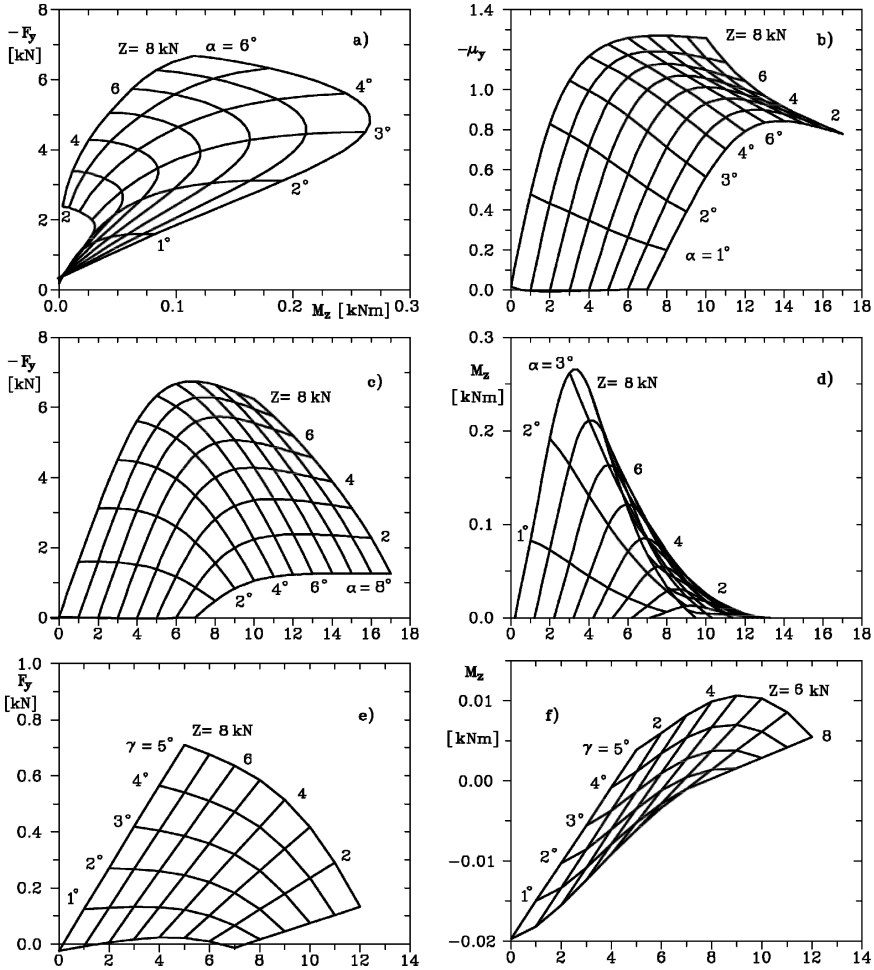 −Fy
[kN]
8
6
4
2
0
Z= 8 kN
α = 6°
a)
6
4
2
4°
3°
2°
1°
0.0
0.1
0.2
0.3
Mz [kNm]
−μy
1.4
1.2
1.0
0.8
0.6
0.4
0.2
1.0
Z= 8 kN
b)
6
4
2
6°
4°
3°
2°
α = 1°
0 2 4 6 8 10 12 14 16 18
−Fy
[kN]
8
6
4
2
0
c)
Z= 8 kN
6
4
2
2°
4°
6°
α= 8°
0 2 4 6 8 10 12 14 16 18
Mz
[kNm]
0.3
0.2
0.1
0.0
α= 3°
Z= 8 kN
d)
2°
1°
6
4
2
0 2 4 6 8 10 12 14 16 18
Fy
[kN]
1.0
0.8
0.6
0.4
0.2
0.0
Z= 8 kN
e)
γ = 5°
4°
3°
2°
1°
6
4
2
0 2 4 6 8 10 12 14
Mz
[kNm]
0.01
0.00
−0.01
−0.02
f)
4
Z= 6 kN
2
γ = 5°
8
4°
3°
2°
1°
0 2 4 6 8 10 12 14